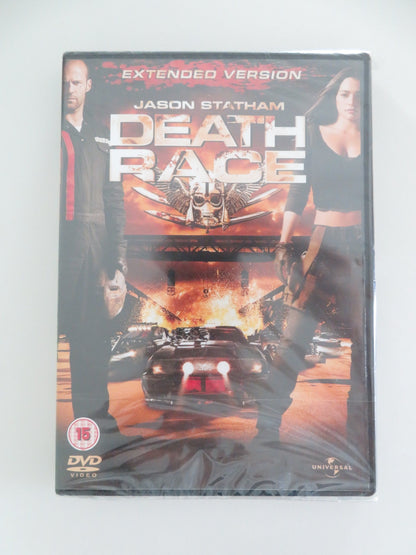 EXTENDED VERSION
JASON STATHAM
DEATH
RACE
15
DVD
VIDEO
UNIVERSAL